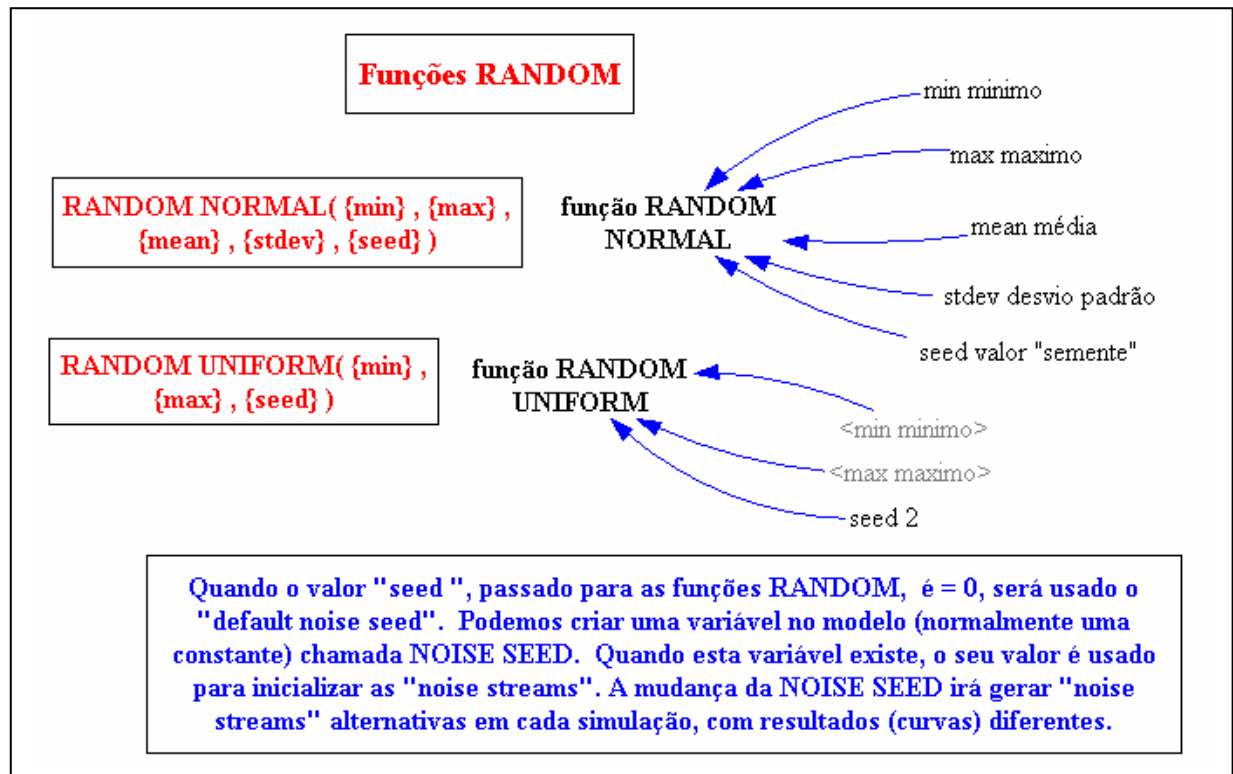 Funções RANDOM
min minimo
max maximo
RANDOM NORMAL( {min} , {max} ,
{mean} , {stdev} , {seed} )
função RANDOM
NORMAL
mean média
stdev desvio padrão
seed valor "semente"
RANDOM UNIFORM( {min} ,
{max} , {seed} )
função RANDOM
UNIFORM
<min minimo>
<max maximo>
seed 2
Quando o valor "seed ", passado para as funções RANDOM, é = 0, será usado o
"default noise seed". Podemos criar uma variável no modelo (normalmente uma
constante) chamada NOISE SEED. Quando esta variável existe, o seu valor é usado
para inicializar as "noise streams". A mudança da NOISE SEED irá gerar "noise
streams" alternativas em cada simulação, com resultados (curvas) diferentes.